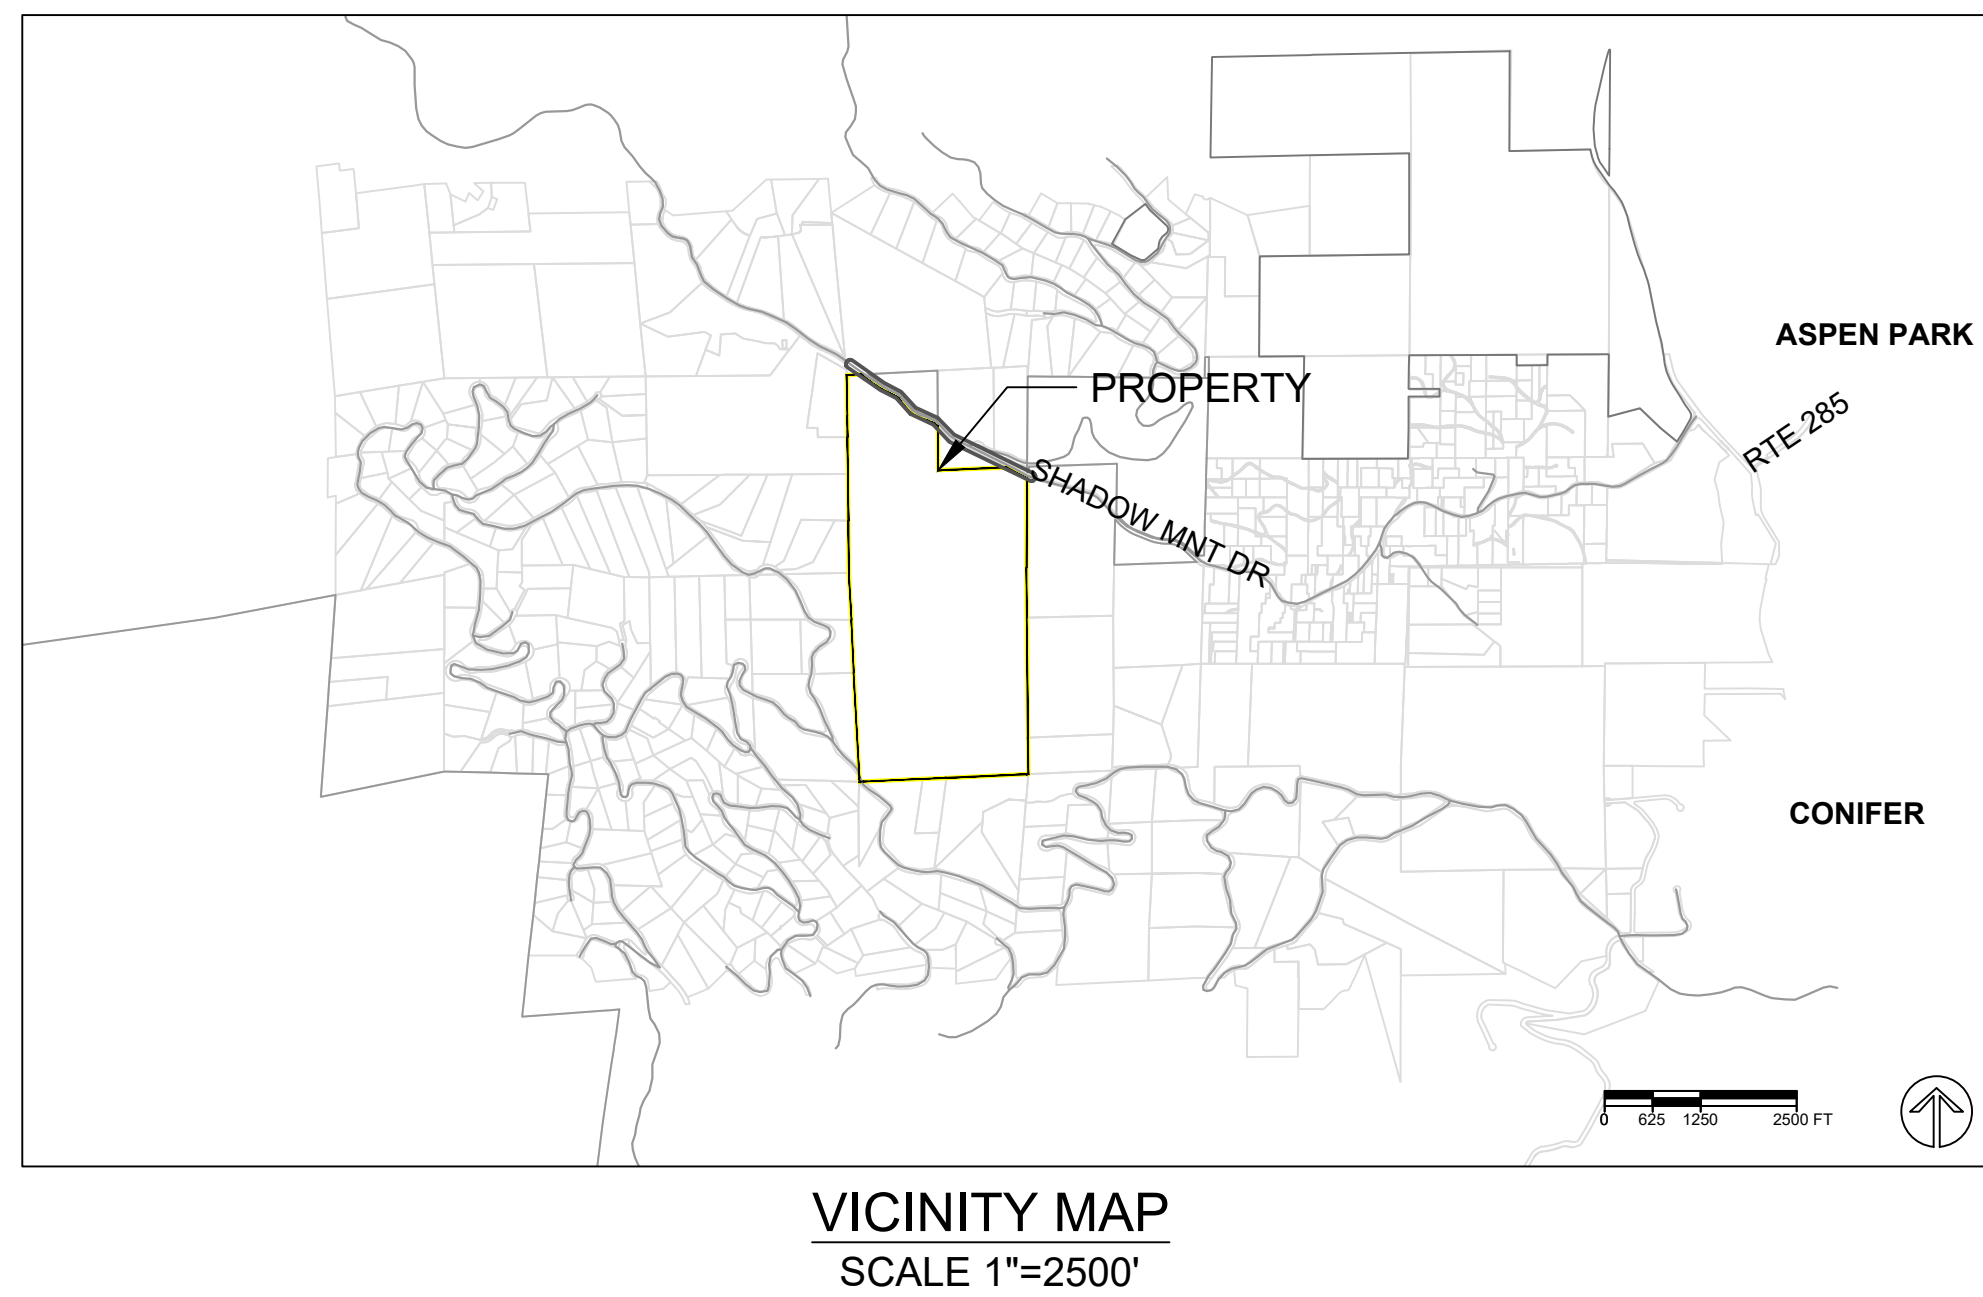 ASPEN PARK
PROPERTY
RTE 285
SHADOW MNT DR
CONIFER
0 625 1250 2500 FT
VICINITY MAP
SCALE 1"=2500'